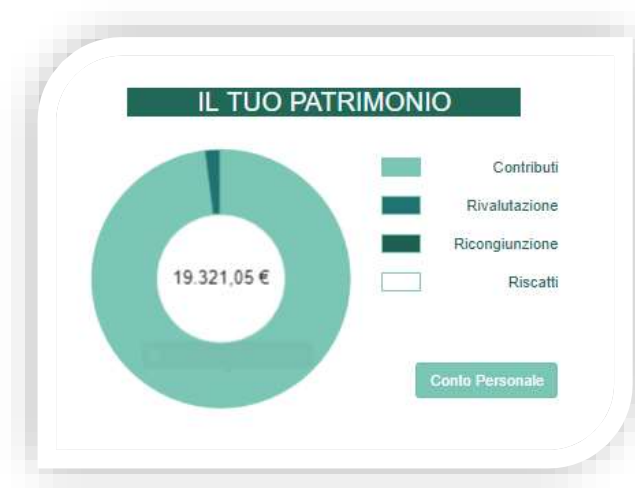 IL TUO PATRIMONIO
Contributi
Rivalutazione
Ricongiunzione
Riscatti
19.321,05 €
Conto Personale